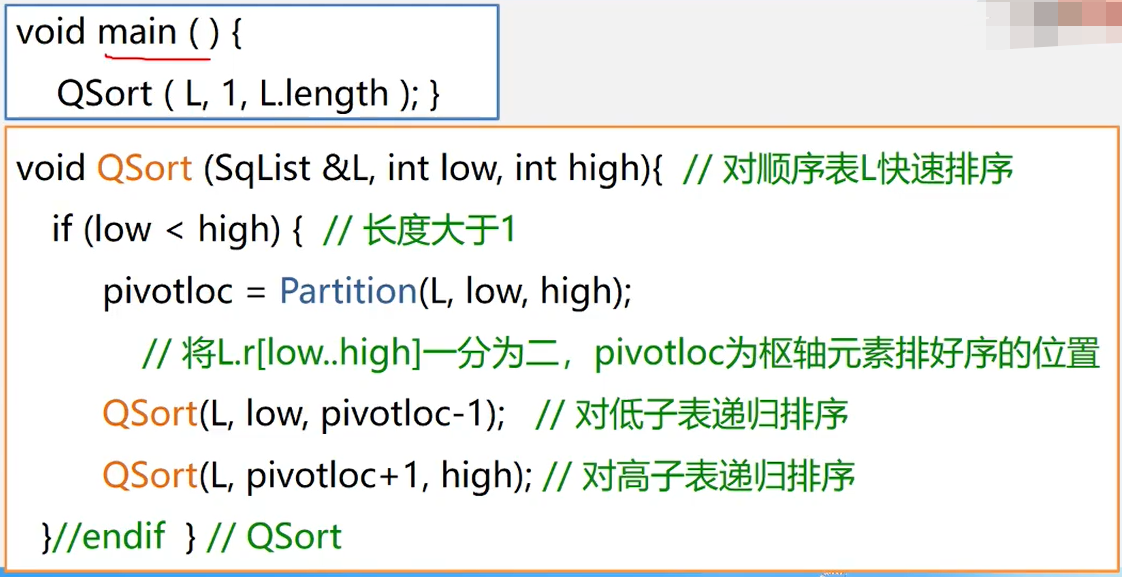 void main ( ) {
QSort ( L, 1, L.length ); }
void QSort (SqList &L, int low, int high){ // 对顺序表L快速排序
if (low < high) { // 长度大于1
pivotloc = Partition(L, low, high);
// 将L.r[low..high]一分为二，pivotloc为枢轴元素排好序的位置
QSort(L, low, pivotloc-1); // 对低子表递归排序
QSort(L, pivotloc+1, high); // 对高子表递归排序
}//endif } // QSort